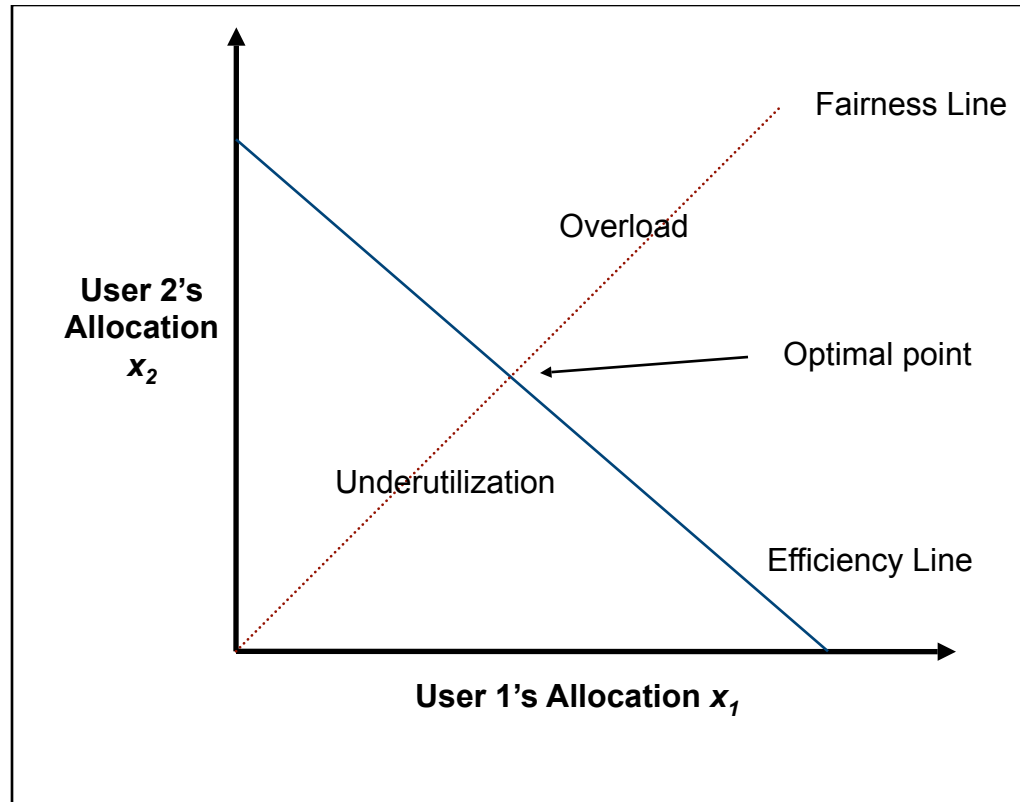 Fairness Line
Overload
User 2’s
Allocation
x₂
Optimal point
Underutilization
Efficiency Line
User 1’s Allocation x₁